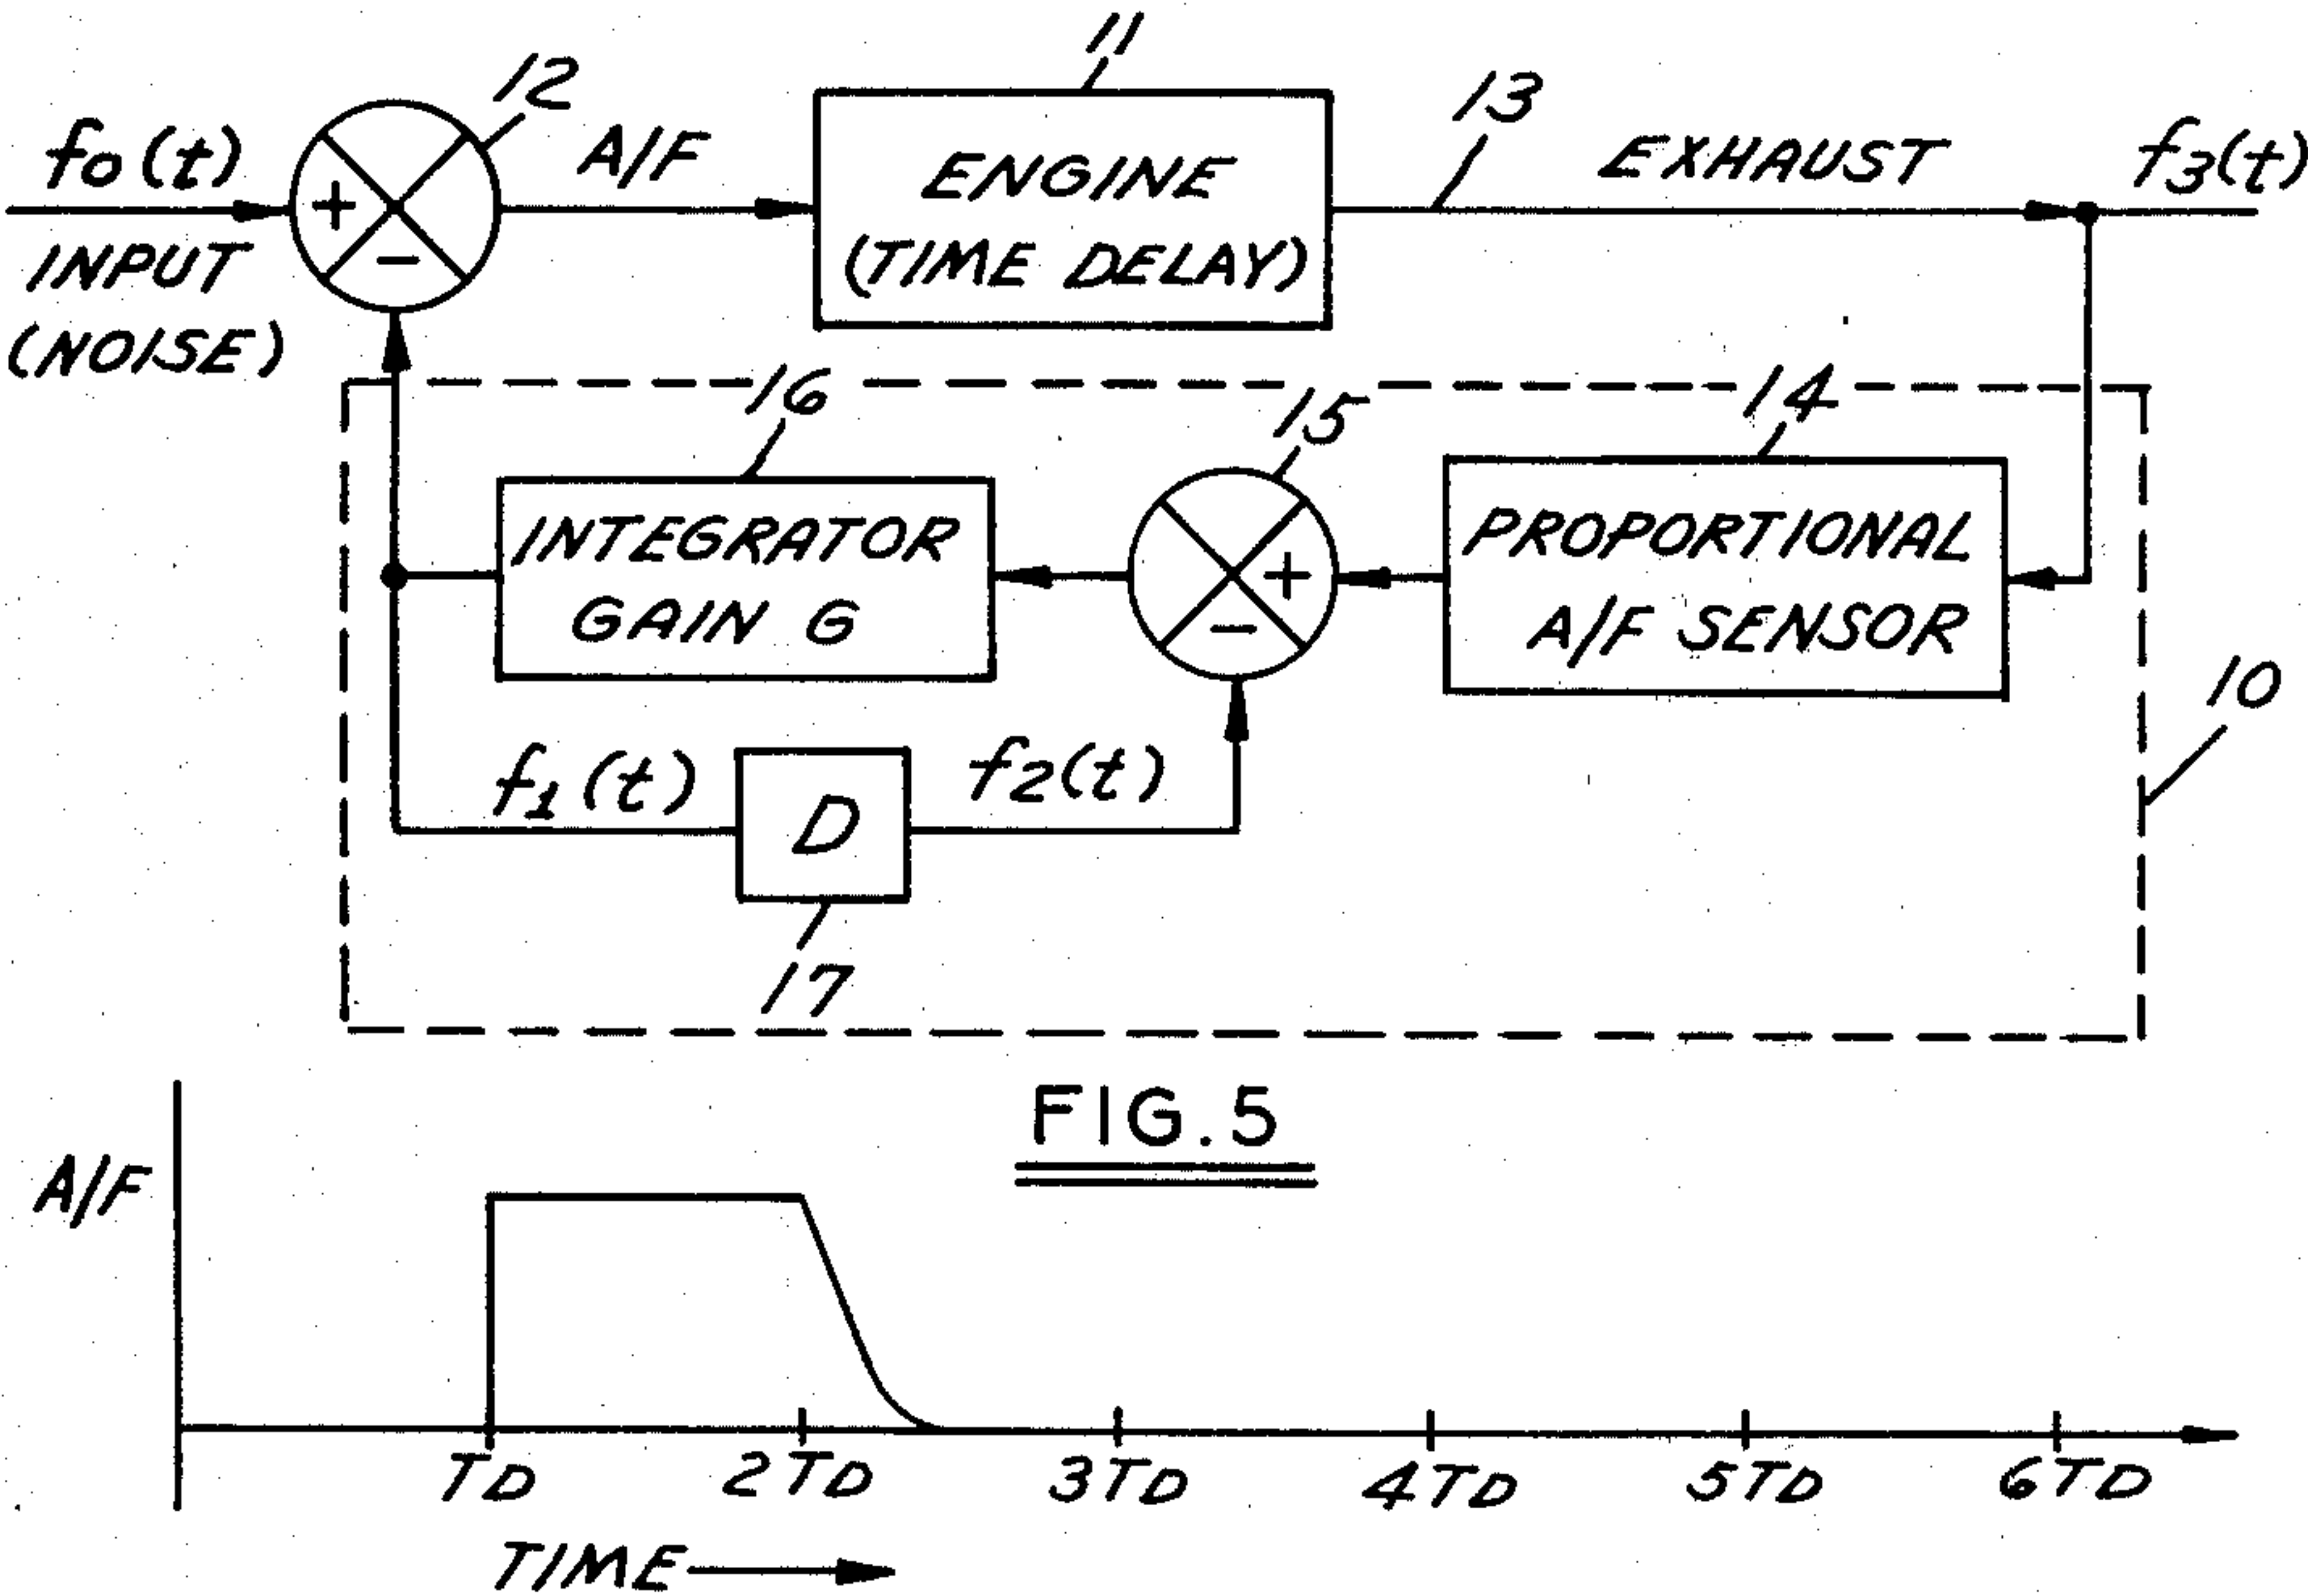 11
12
13
f0(t)
A/F
ENGINE
(TIME DELAY)
EXHAUST
f3(t)
+
−
INPUT
(NOISE)
16
15
14
INTEGRATOR
GAIN G
+
−
PROPORTIONAL
A/F SENSOR
10
f1(t)
D
f2(t)
17
FIG.5
A/F
TD
2TD
3TD
4TD
5TD
6TD
TIME